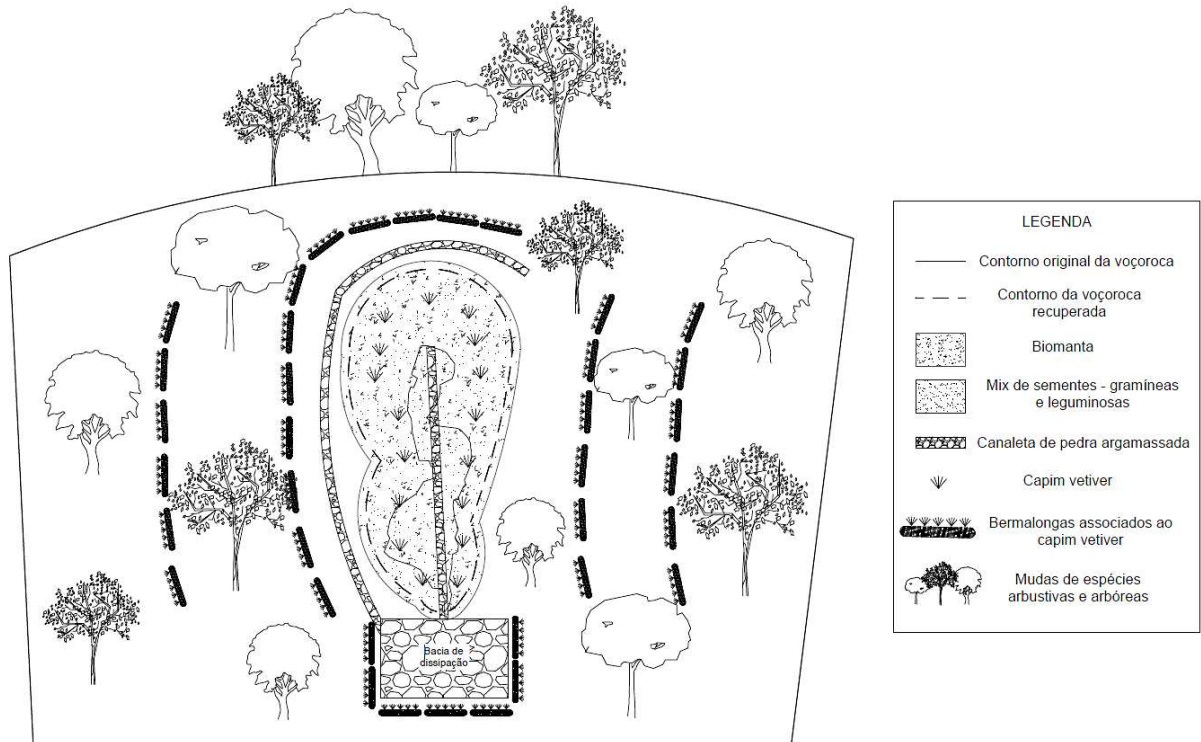 LEGENDA
Contorno original da voçoroca
Contorno da voçoroca
recuperada
Biomanta
Mix de sementes - gramíneas
e leguminosas
Canaleta de pedra argamassada
Capim vetiver
Bermalongas associados ao
capim vetiver
Mudas de espécies
arbustivas e arbóreas
Bacia de
dissipação